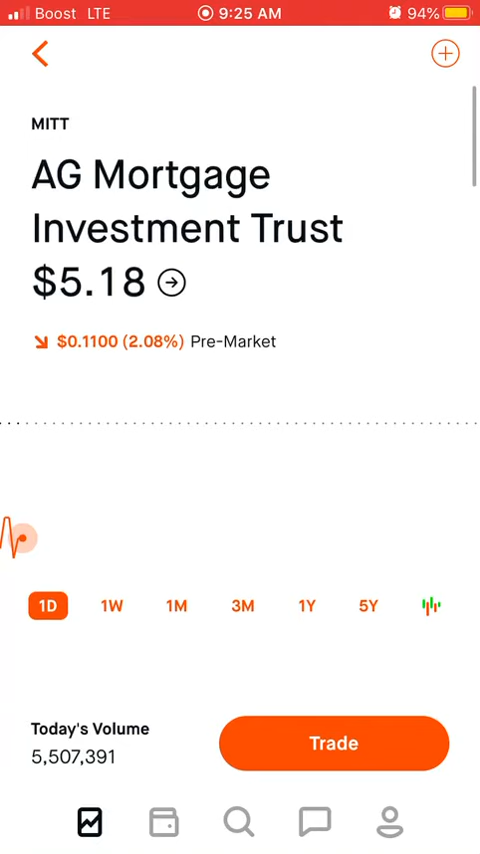 Boost LTE 9:25 AM 94%
MITT
AG Mortgage
Investment Trust
$5.18
$0.1100 (2.08%) Pre-Market
1D 1W 1M 3M 1Y 5Y
Today's Volume
5,507,391
Trade